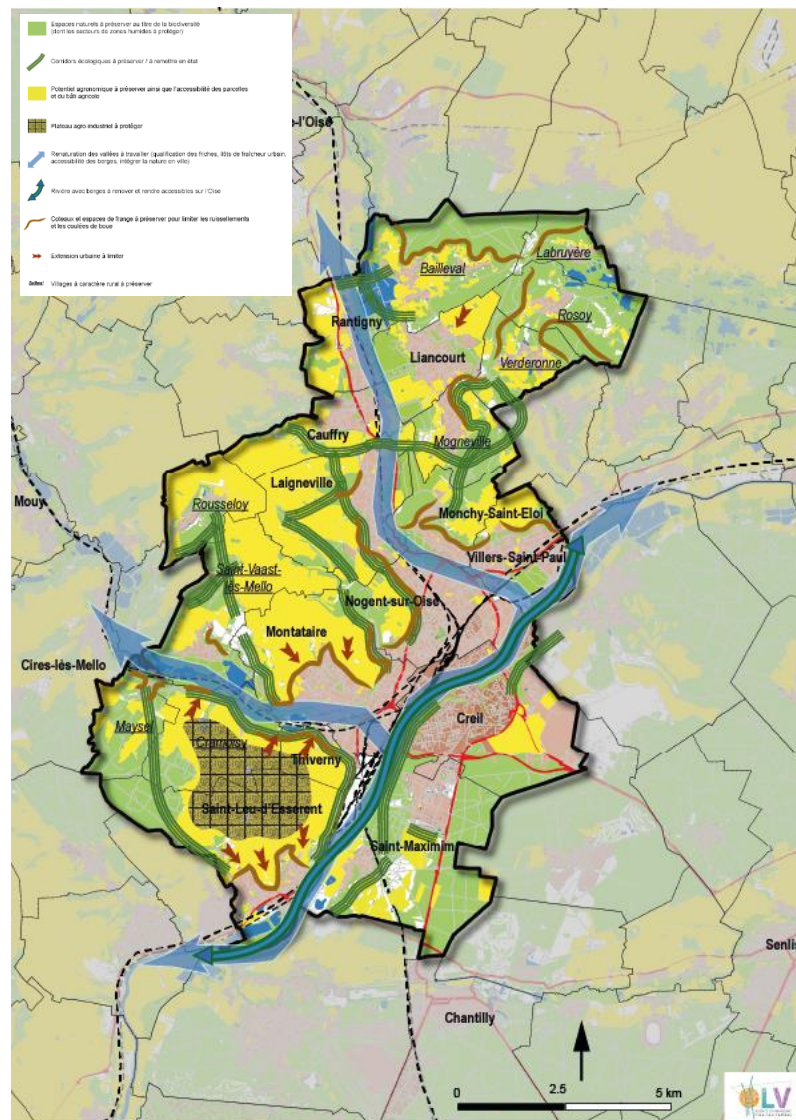 Espaces naturels à préserver au titre de la biodiversité
(dont les secteurs de zones humides à protéger)
Corridors écologiques à préserver / à remettre en état
Potentiel agronomique à préserver ainsi que l'accessibilité des parcelles
et du bâti agricole
Plateau agro-industriel à protéger
Renaturation des vallées à travailler (qualification des friches, îlots de fraîcheur urbain,
accessibilité des berges, intégrer la nature en ville)
Rivière avec berges à renover et rendre accessibles sur l'Oise
Coteaux et espaces de frange à préserver pour limiter les ruissellements
et les coulées de boue
Extension urbaine à limiter
Villages à caractère rural à préserver
-l'Oise
Labruyère
Bailleval
Rantigny
Rosoy
Liancourt
Verderonne
Cauffry
Mogneville
Laigneville
Mouy
Rousseloy
Monchy-Saint-Eloi
Villers-Saint-Paul
Saint-Vaast-
lès-Mello
Nogent-sur-Oise
Montataire
Cires-lès-Mello
Creil
Maysel
Cramoisy
Thiverny
Saint-Leu-d'Esserent
Saint-Maximim
Senlis
Chantilly
0 2.5 5 km
OLV